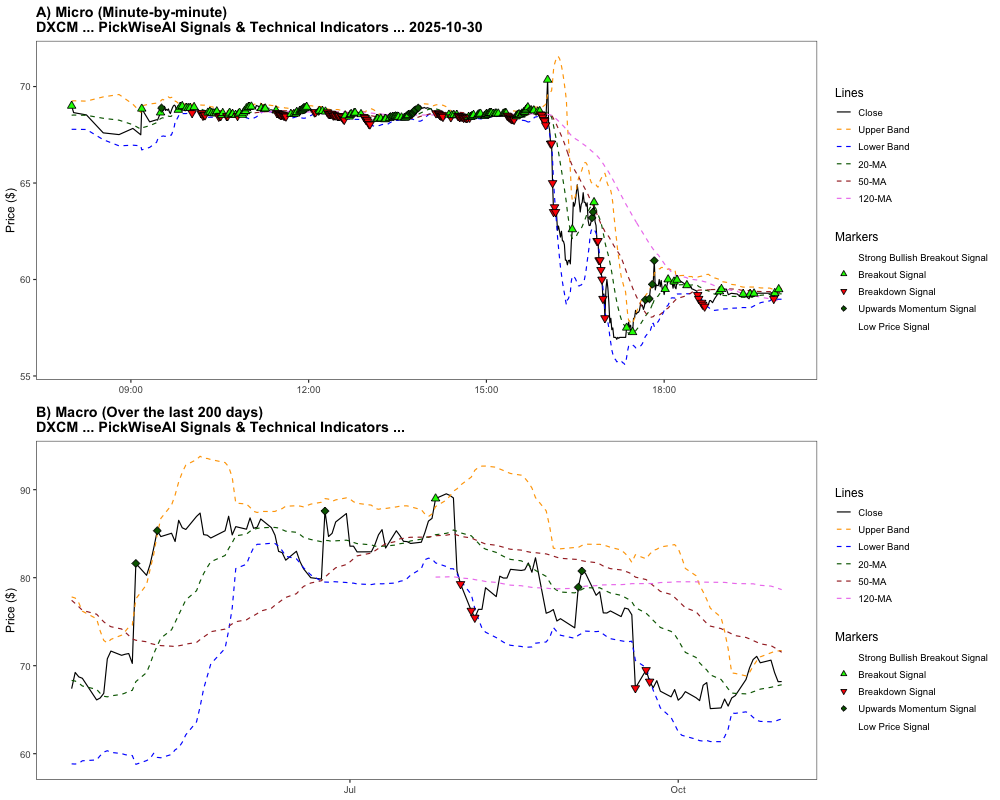 A) Micro (Minute-by-minute)
DXCM ... PickWiseAI Signals & Technical Indicators ... 2025-10-30
Price ($)
70
65
60
55
09:00
12:00
15:00
18:00
Lines
Close
Upper Band
Lower Band
20-MA
50-MA
120-MA
Markers
Strong Bullish Breakout Signal
Breakout Signal
Breakdown Signal
Upwards Momentum Signal
Low Price Signal
B) Macro (Over the last 200 days)
DXCM ... PickWiseAI Signals & Technical Indicators ...
Price ($)
90
80
70
60
Jul
Oct
Lines
Close
Upper Band
Lower Band
20-MA
50-MA
120-MA
Markers
Strong Bullish Breakout Signal
Breakout Signal
Breakdown Signal
Upwards Momentum Signal
Low Price Signal